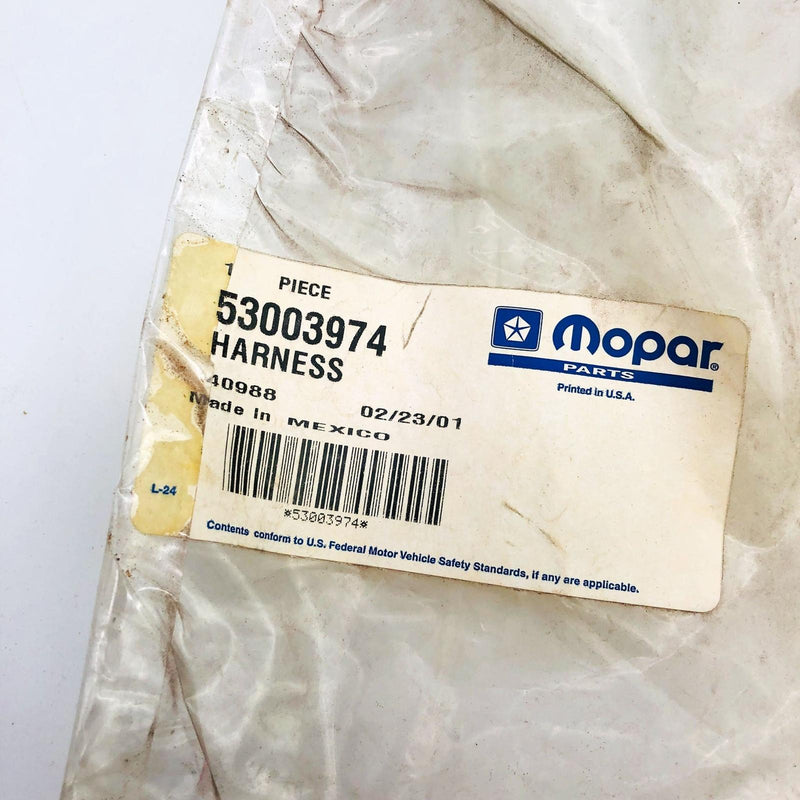 1 PIECE
53003974
HARNESS
40988 02/23/01
Made In MEXICO
*53003974*
L-24
Mopar®
PARTS
Printed in U.S.A.
Contents conform to U.S. Federal Motor Vehicle Safety Standards, if any are applicable.